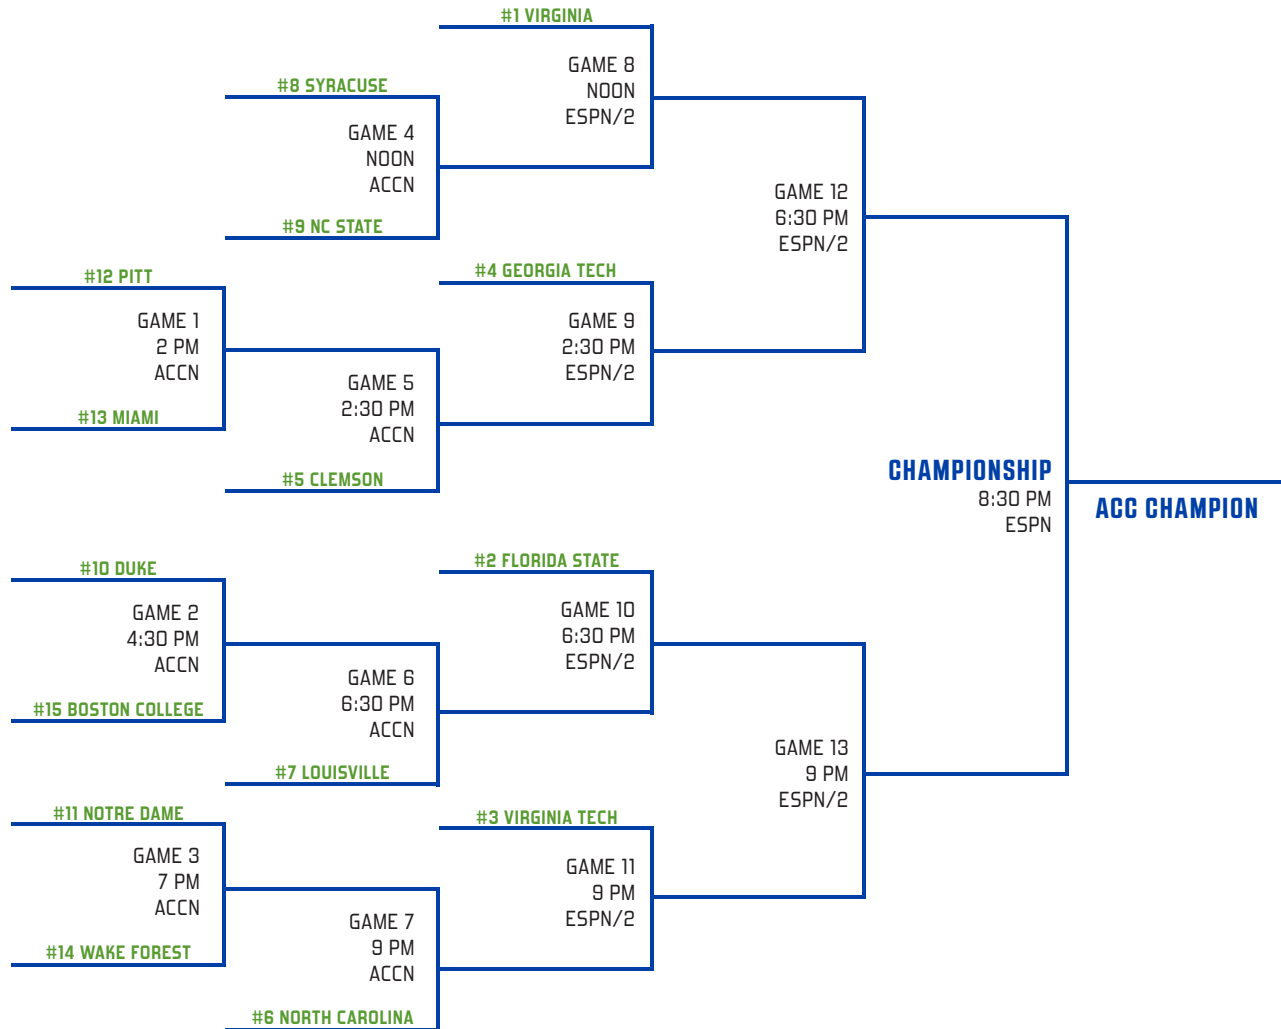 #1 VIRGINIA
GAME 8
NOON
ESPN/2
#8 SYRACUSE
GAME 4
NOON
ACCN
#9 NC STATE
GAME 12
6:30 PM
ESPN/2
#12 PITT
GAME 1
2 PM
ACCN
#13 MIAMI
#4 GEORGIA TECH
GAME 9
2:30 PM
ESPN/2
GAME 5
2:30 PM
ACCN
#5 CLEMSON
CHAMPIONSHIP
8:30 PM
ESPN
ACC CHAMPION
#10 DUKE
GAME 2
4:30 PM
ACCN
#15 BOSTON COLLEGE
#2 FLORIDA STATE
GAME 10
6:30 PM
ESPN/2
GAME 6
6:30 PM
ACCN
#7 LOUISVILLE
GAME 13
9 PM
ESPN/2
#11 NOTRE DAME
GAME 3
7 PM
ACCN
#14 WAKE FOREST
#3 VIRGINIA TECH
GAME 11
9 PM
ESPN/2
GAME 7
9 PM
ACCN
#6 NORTH CAROLINA